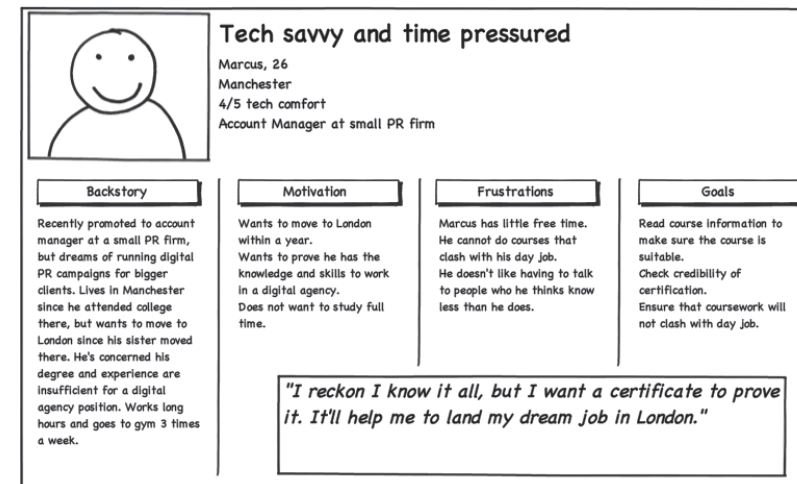 Tech savvy and time pressured
Marcus, 26
Manchester
4/5 tech comfort
Account Manager at small PR firm
Backstory
Recently promoted to account
manager at a small PR firm,
but dreams of running digital
PR campaigns for bigger
clients. Lives in Manchester
since he attended college
there, but wants to move to
London since his sister moved
there. He's concerned his
degree and experience are
insufficient for a digital
agency position. Works long
hours and goes to gym 3 times
a week.
Motivation
Wants to move to London
within a year.
Wants to prove he has the
knowledge and skills to work
in a digital agency.
Does not want to study full
time.
Frustrations
Marcus has little free time.
He cannot do courses that
clash with his day job.
He doesn't like having to talk
to people who he thinks know
less than he does.
Goals
Read course information to
make sure the course is
suitable.
Check credibility of
certification.
Ensure that coursework will
not clash with day job.
"I reckon I know it all, but I want a certificate to prove
it. It'll help me to land my dream job in London."